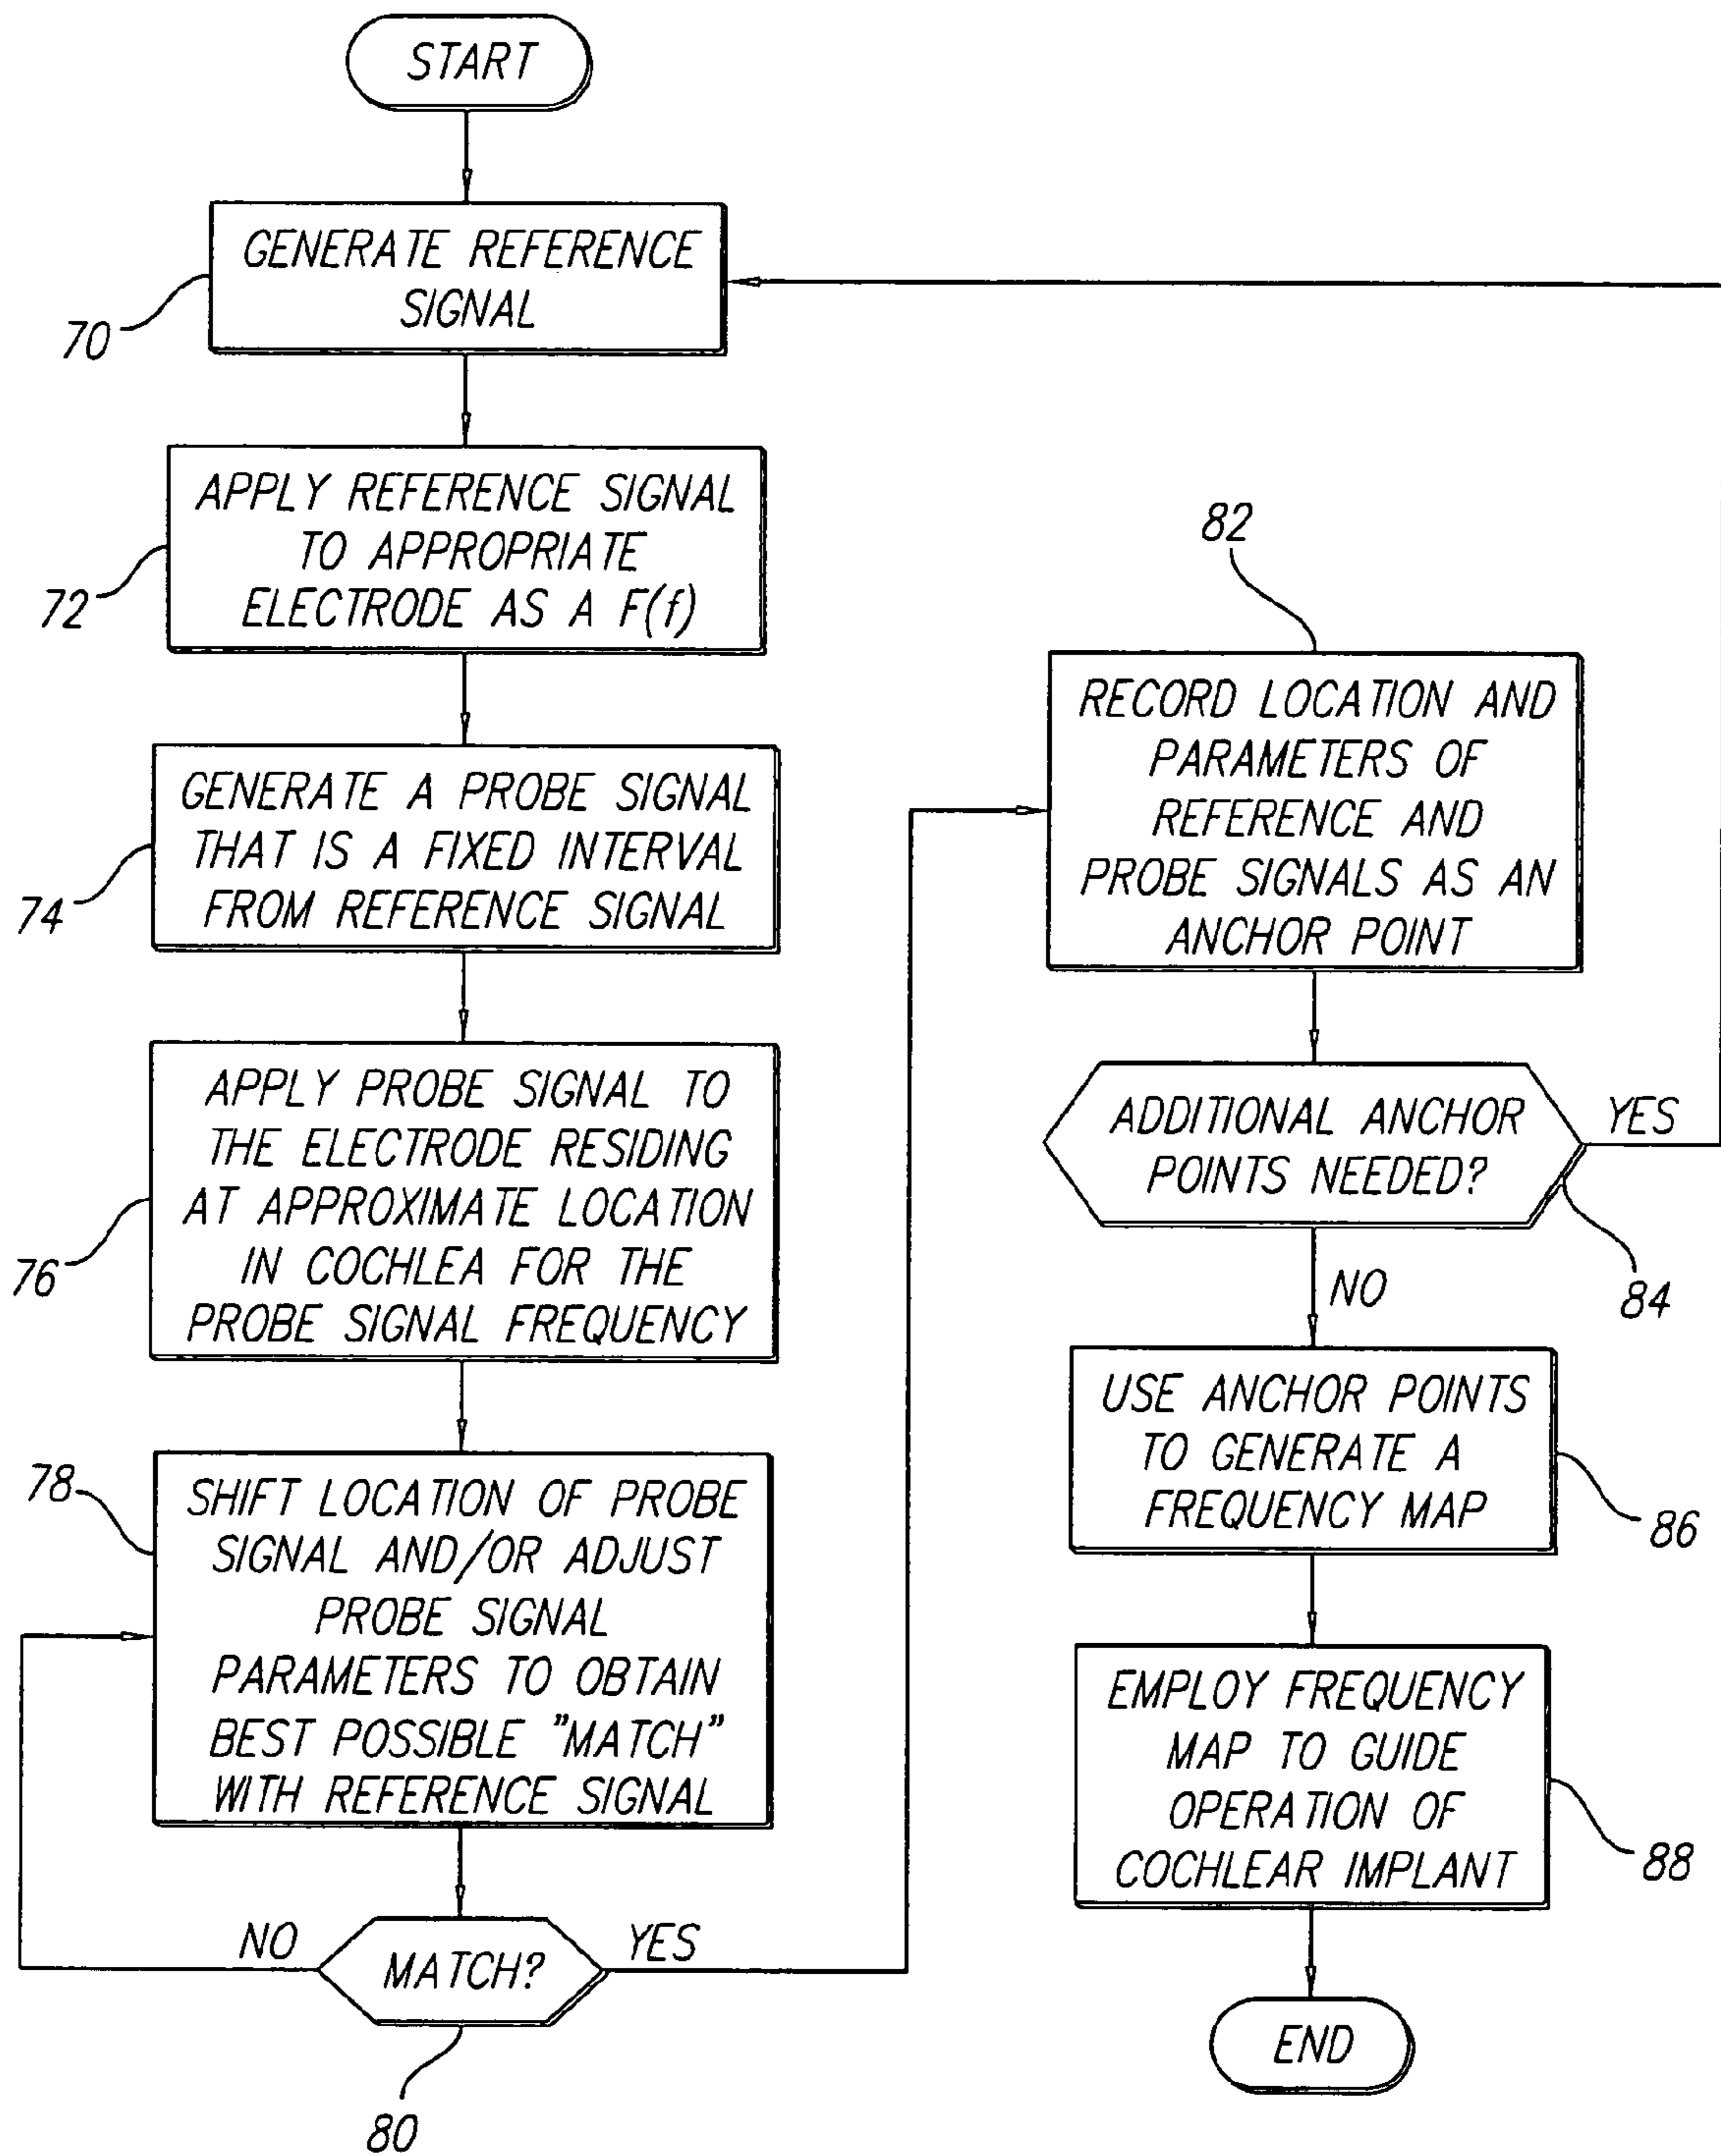 START
GENERATE REFERENCE
SIGNAL
70
APPLY REFERENCE SIGNAL
TO APPROPRIATE
ELECTRODE AS A F(f)
72
GENERATE A PROBE SIGNAL
THAT IS A FIXED INTERVAL
FROM REFERENCE SIGNAL
74
APPLY PROBE SIGNAL TO
THE ELECTRODE RESIDING
AT APPROXIMATE LOCATION
IN COCHLEA FOR THE
PROBE SIGNAL FREQUENCY
76
78
SHIFT LOCATION OF PROBE
SIGNAL AND/OR ADJUST
PROBE SIGNAL
PARAMETERS TO OBTAIN
BEST POSSIBLE "MATCH"
WITH REFERENCE SIGNAL
NO
MATCH?
YES
80
82
RECORD LOCATION AND
PARAMETERS OF
REFERENCE AND
PROBE SIGNALS AS AN
ANCHOR POINT
ADDITIONAL ANCHOR
POINTS NEEDED?
YES
84
NO
USE ANCHOR POINTS
TO GENERATE A
FREQUENCY MAP
86
EMPLOY FREQUENCY
MAP TO GUIDE
OPERATION OF
COCHLEAR IMPLANT
88
END